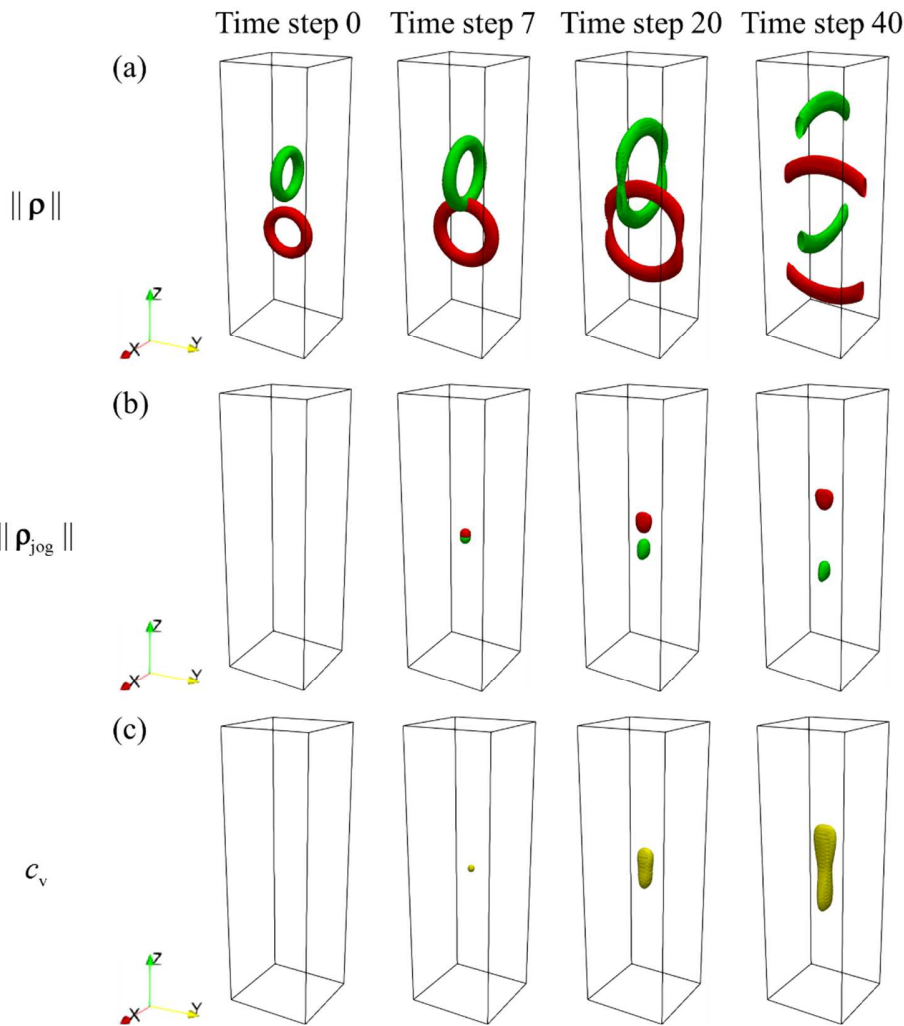 Time step 0 Time step 7 Time step 20 Time step 40
(a)
|| ρ ||
Z
X Y
(b)
|| ρ_jog ||
Z
X Y
(c)
c_v
Z
X Y